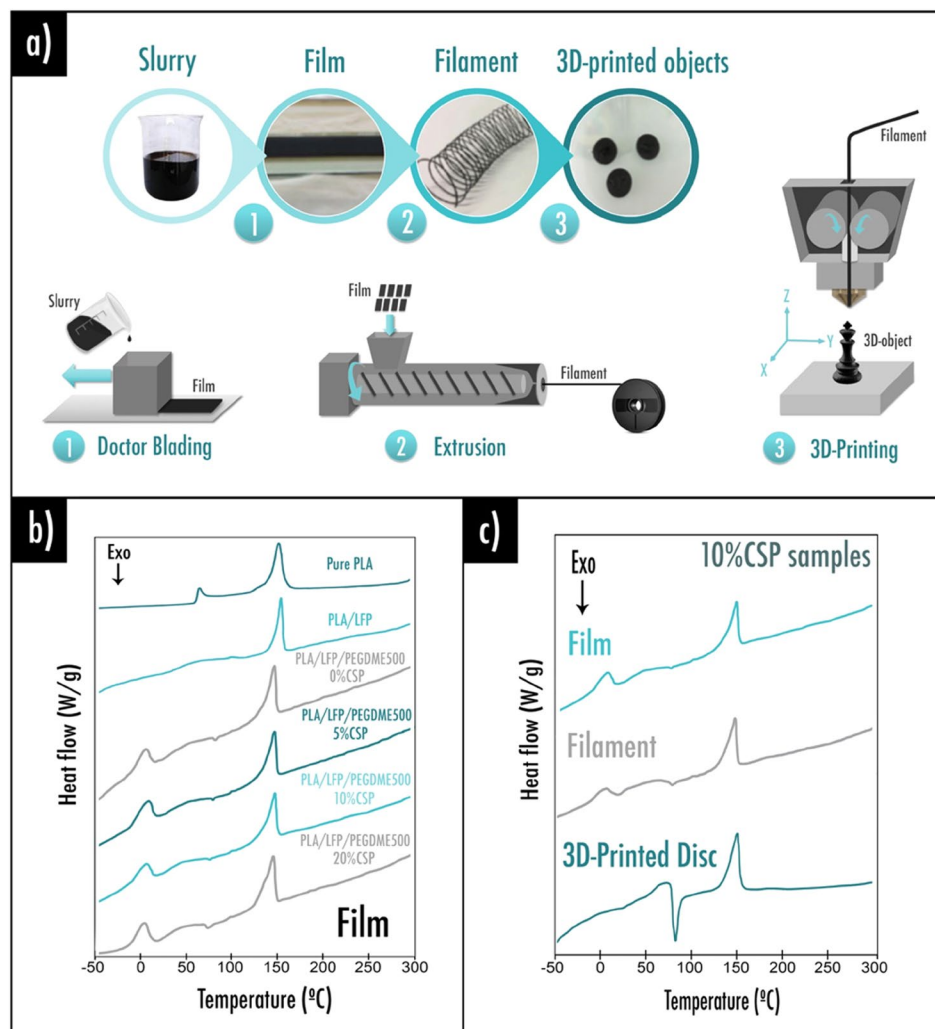 a)
Slurry
Film
Filament
3D-printed objects
1
2
3
Slurry
Film
1 Doctor Blading
Film
Filament
2 Extrusion
Filament
Z
Y
X
3D-object
3 3D-Printing
b)
Exo
Pure PLA
PLA/LFP
PLA/LFP/PEGDME500
0%CSP
PLA/LFP/PEGDME500
5%CSP
PLA/LFP/PEGDME500
10%CSP
PLA/LFP/PEGDME500
20%CSP
Film
Heat flow (W/g)
-50 0 50 100 150 200 250 300
Temperature (ºC)
c)
10%CSP samples
Exo
Film
Filament
3D-Printed Disc
Heat flow (W/g)
-50 0 50 100 150 200 250 300
Temperature (ºC)